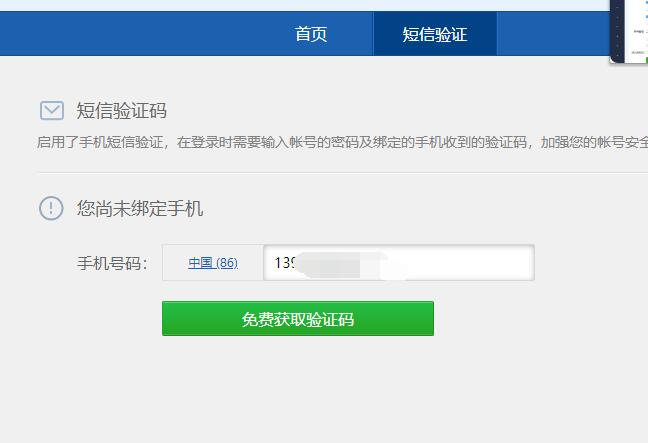 首页 短信验证
短信验证码
启用了手机短信验证，在登录时需要输入帐号的密码及绑定的手机收到的验证码，加强您的帐号安全
您尚未绑定手机
手机号码： 中国 (86) 139
免费获取验证码